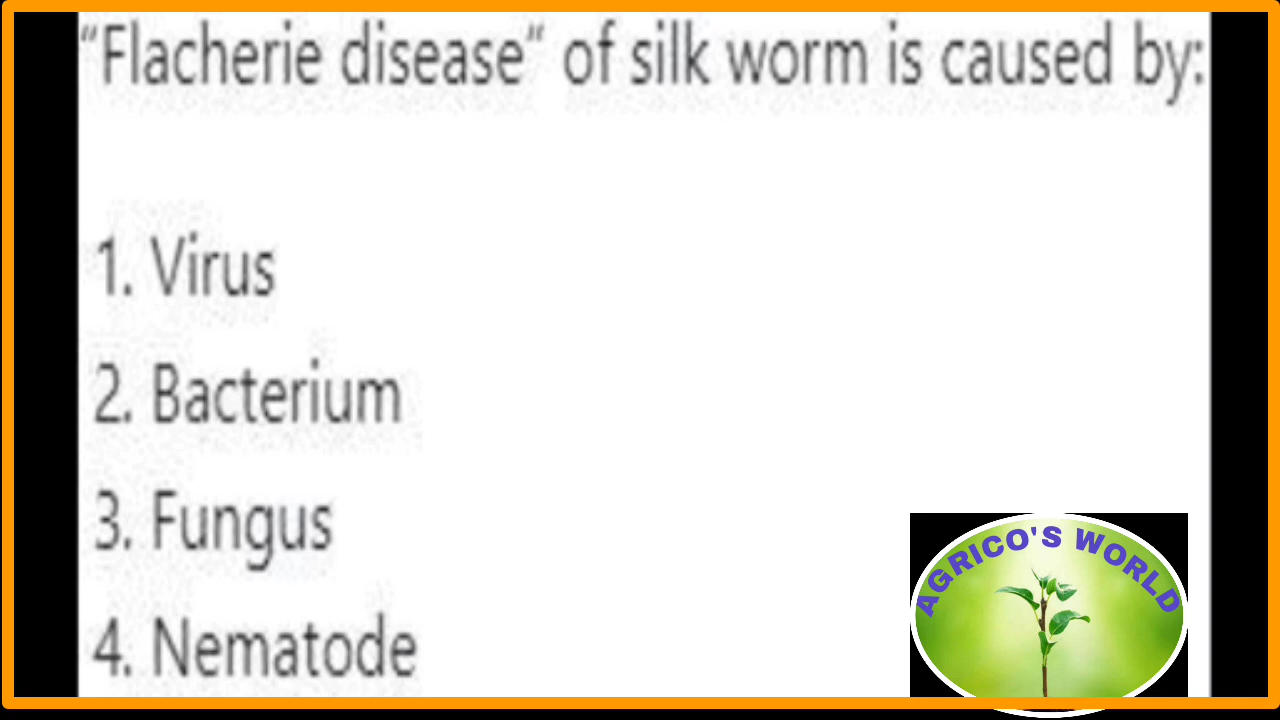 “Flacherie disease“ of silk worm is caused by:
1. Virus
2. Bacterium
3. Fungus
4. Nematode
AGRICO'S WORLD